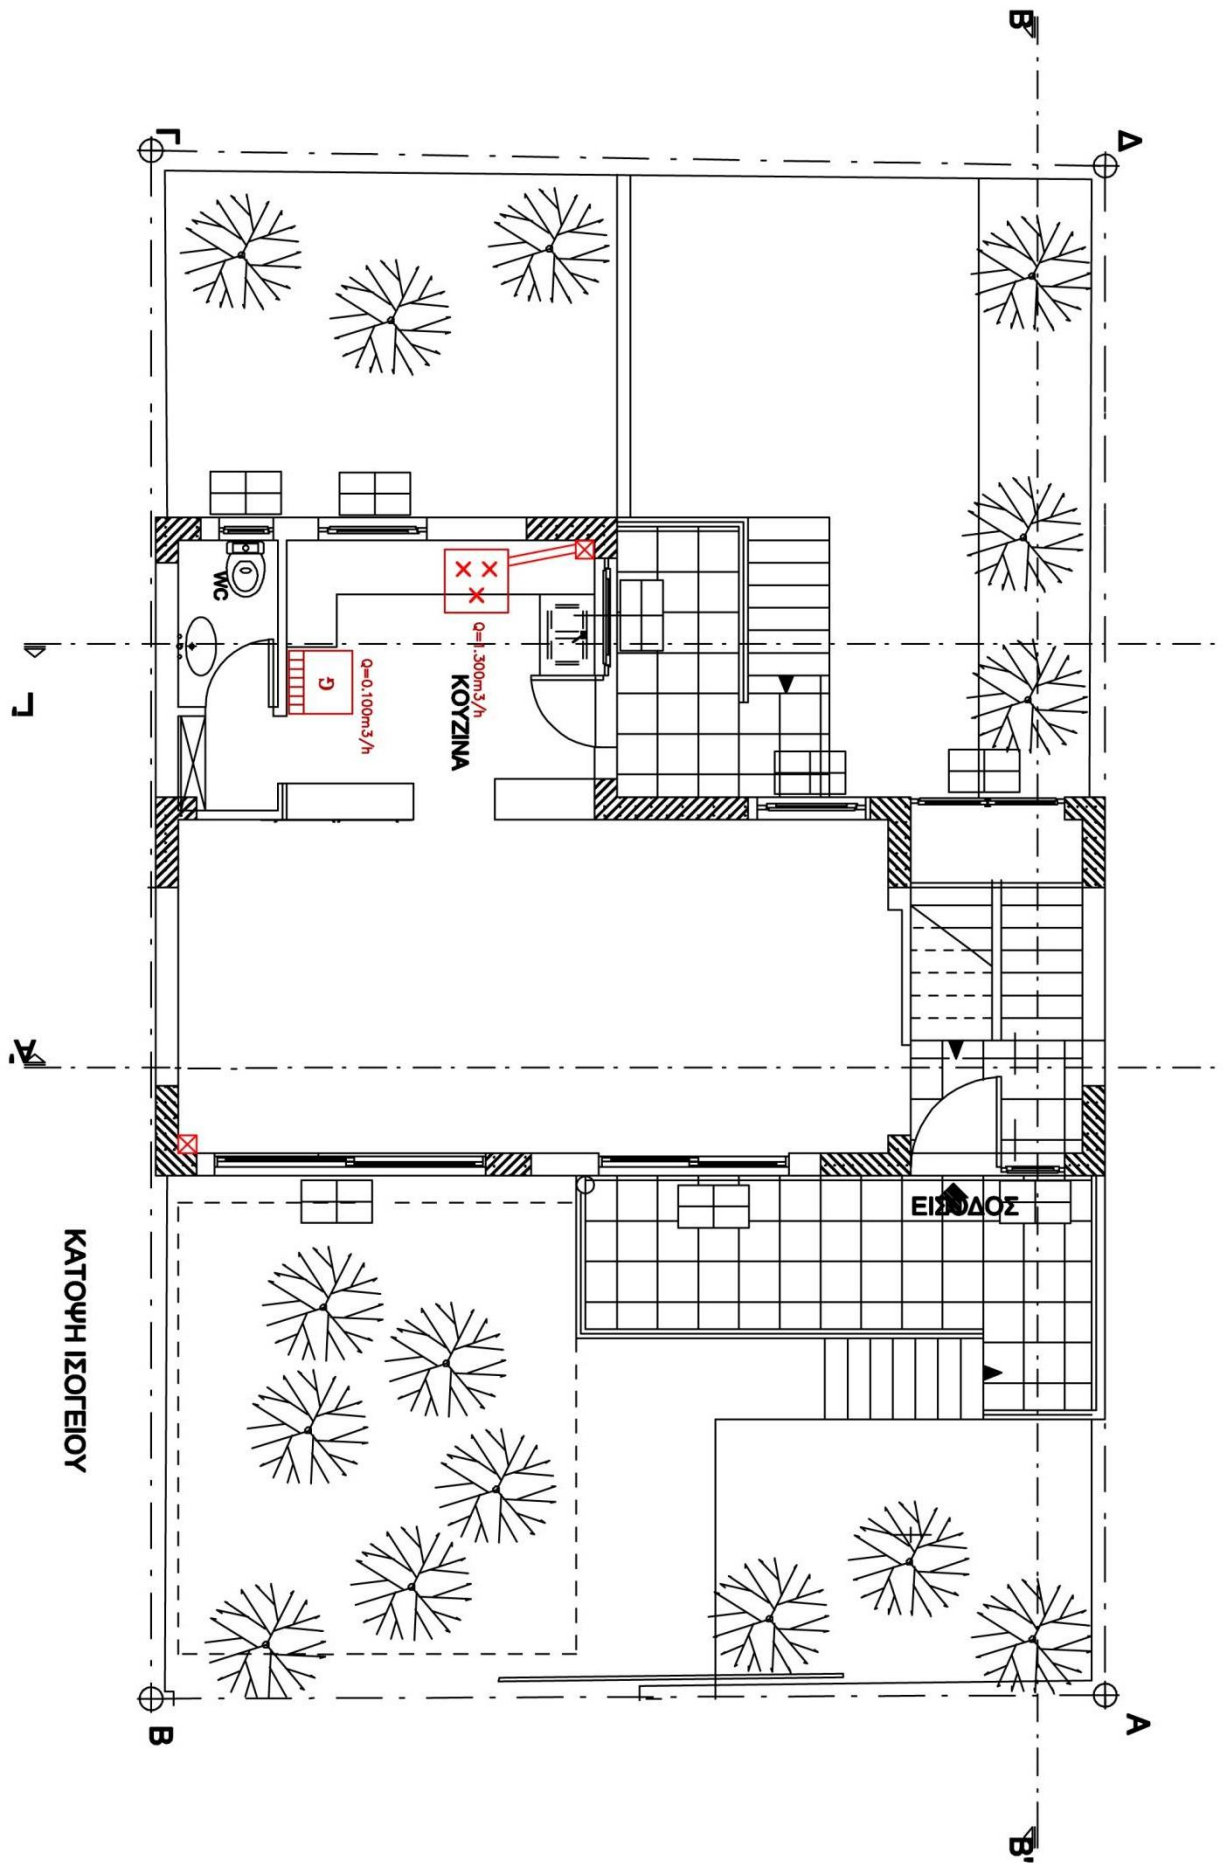 B
Γ
Δ
WC
Q=1.300m3/h
Q=0.100m3/h
G
ΚΟΥΖΙΝΑ
Γ
Α'
ΕΙΣΟΔΟΣ
ΚΑΤΟΨΗ ΙΣΟΓΕΙΟΥ
Β
Α
Β'